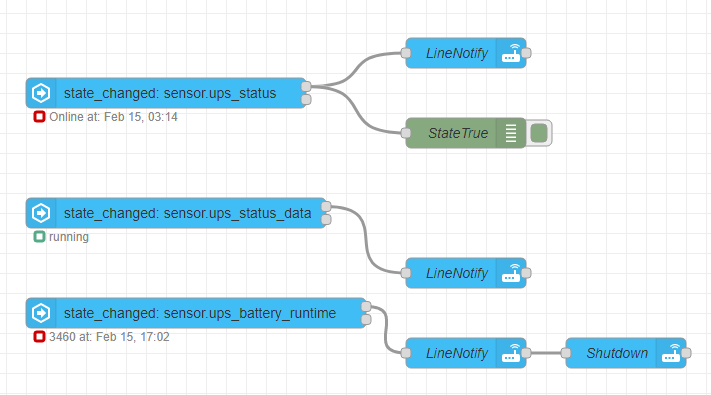 LineNotify
state_changed: sensor.ups_status
Online at: Feb 15, 03:14
StateTrue
state_changed: sensor.ups_status_data
running
LineNotify
state_changed: sensor.ups_battery_runtime
3460 at: Feb 15, 17:02
LineNotify
Shutdown